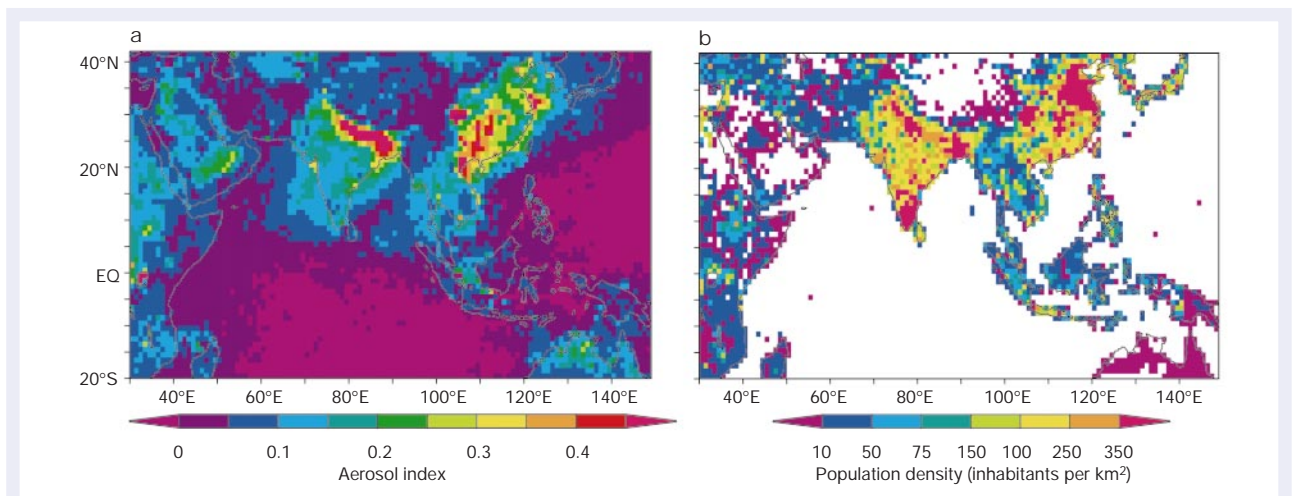 a
b
40°N
20°N
EQ
20°S
40°E 60°E 80°E 100°E 120°E 140°E
40°E 60°E 80°E 100°E 120°E 140°E
0 0.1 0.2 0.3 0.4
Aerosol index
10 50 75 150 100 250 350
Population density (inhabitants per km²)